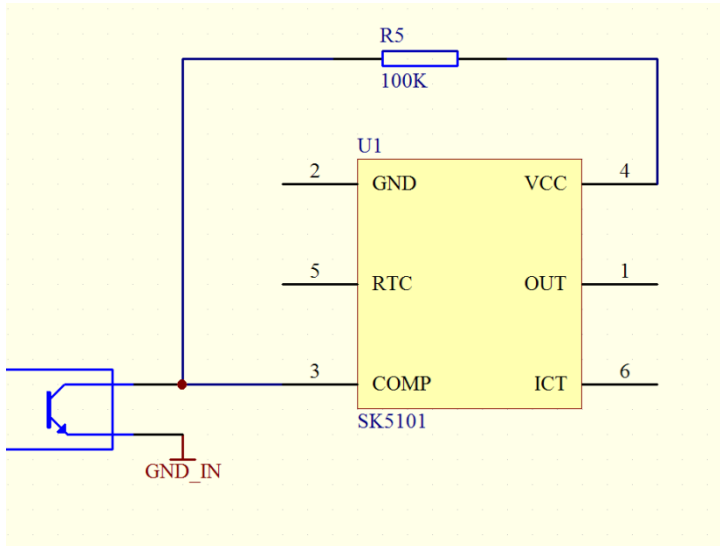 R5
100K
U1
2 GND VCC 4
5 RTC OUT 1
3 COMP ICT 6
SK5101
GND_IN